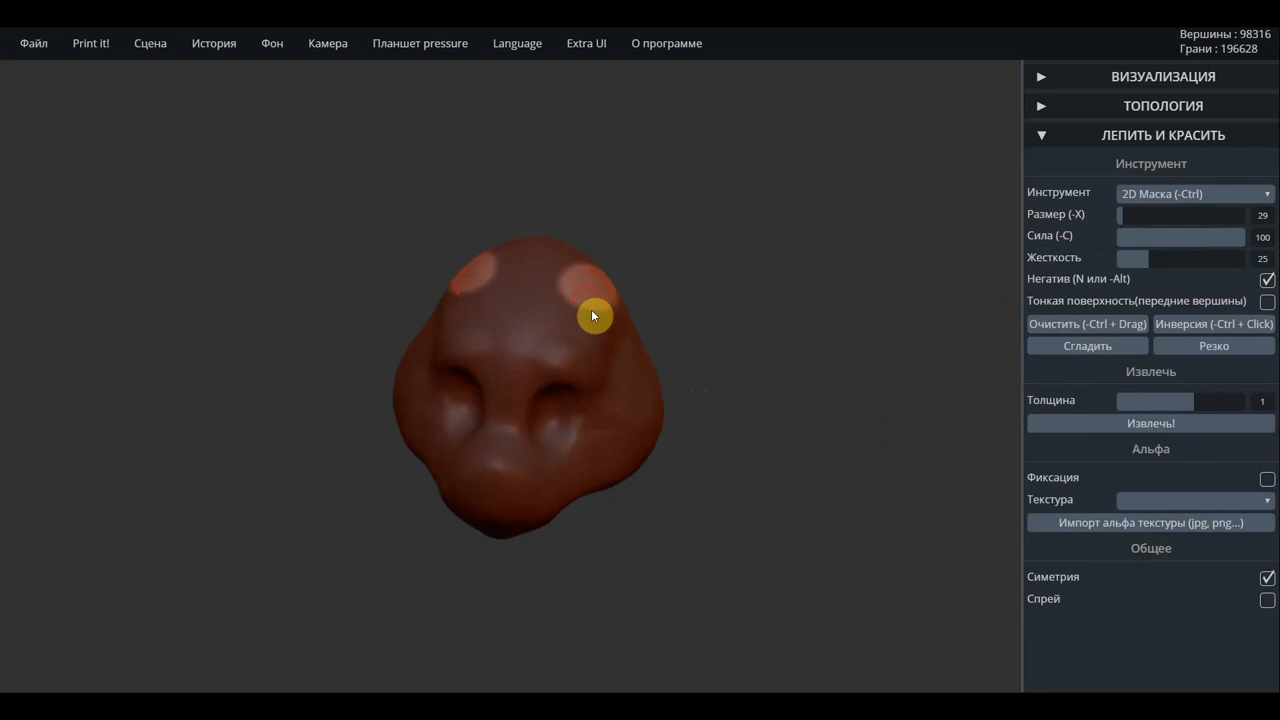 Файл Print it! Сцена История Фон Камера Планшет pressure Language Extra UI О программе
Вершины : 98316
Грани : 196628
ВИЗУАЛИЗАЦИЯ
ТОПОЛОГИЯ
ЛЕПИТЬ И КРАСИТЬ
Инструмент
Инструмент 2D Маска (-Ctrl)
Размер (-X) 29
Сила (-C) 100
Жесткость 25
Негатив (N или -Alt)
Тонкая поверхность(передние вершины)
Очистить (-Ctrl + Drag) Инверсия (-Ctrl + Click)
Сгладить Резко
Извлечь
Толщина 1
Извлечь!
Альфа
Фиксация
Текстура
Импорт альфа текстуры (jpg, png...)
Общее
Симетрия
Спрей